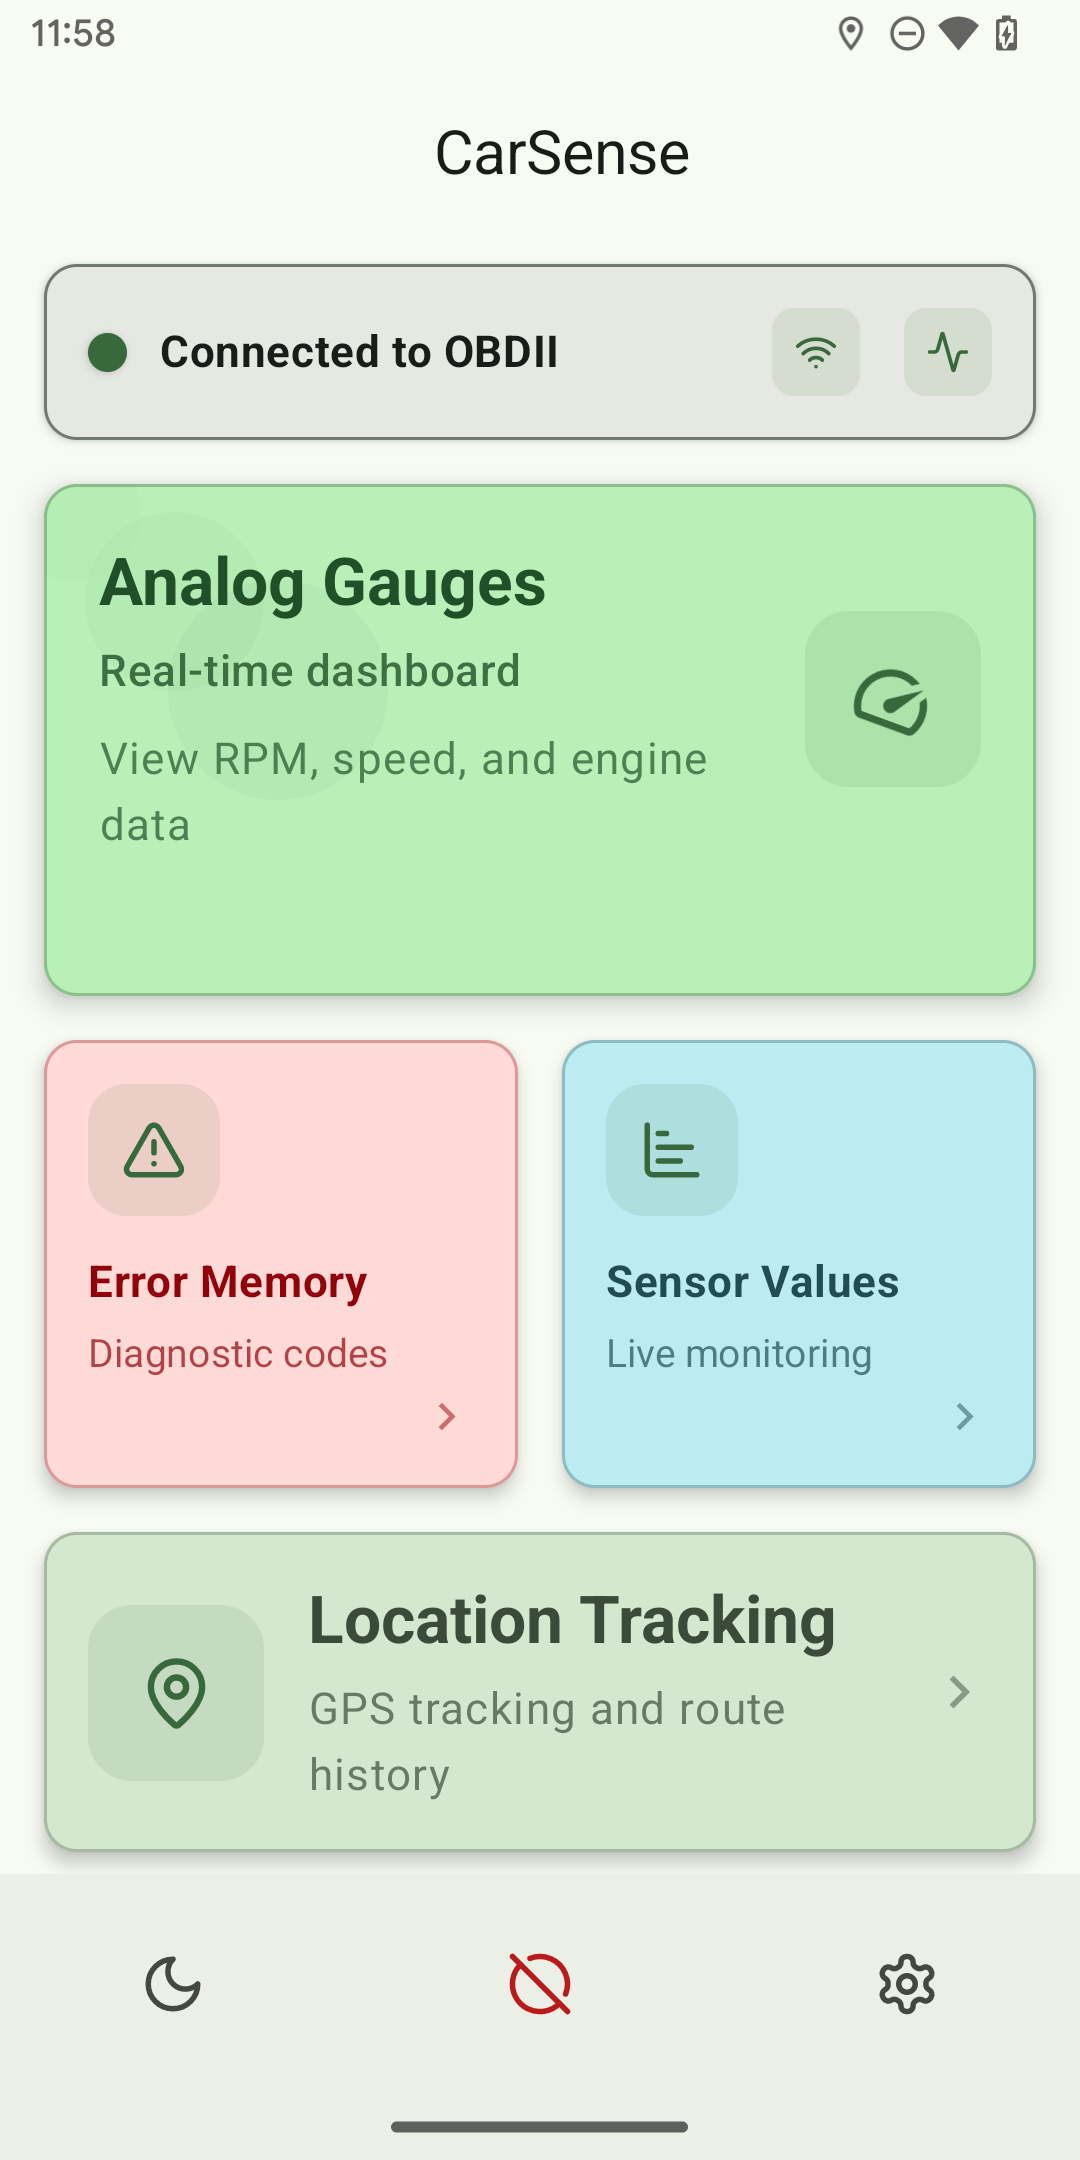 11:58
CarSense
Connected to OBDII
Analog Gauges
Real-time dashboard
View RPM, speed, and engine
data
Error Memory
Diagnostic codes
Sensor Values
Live monitoring
Location Tracking
GPS tracking and route
history